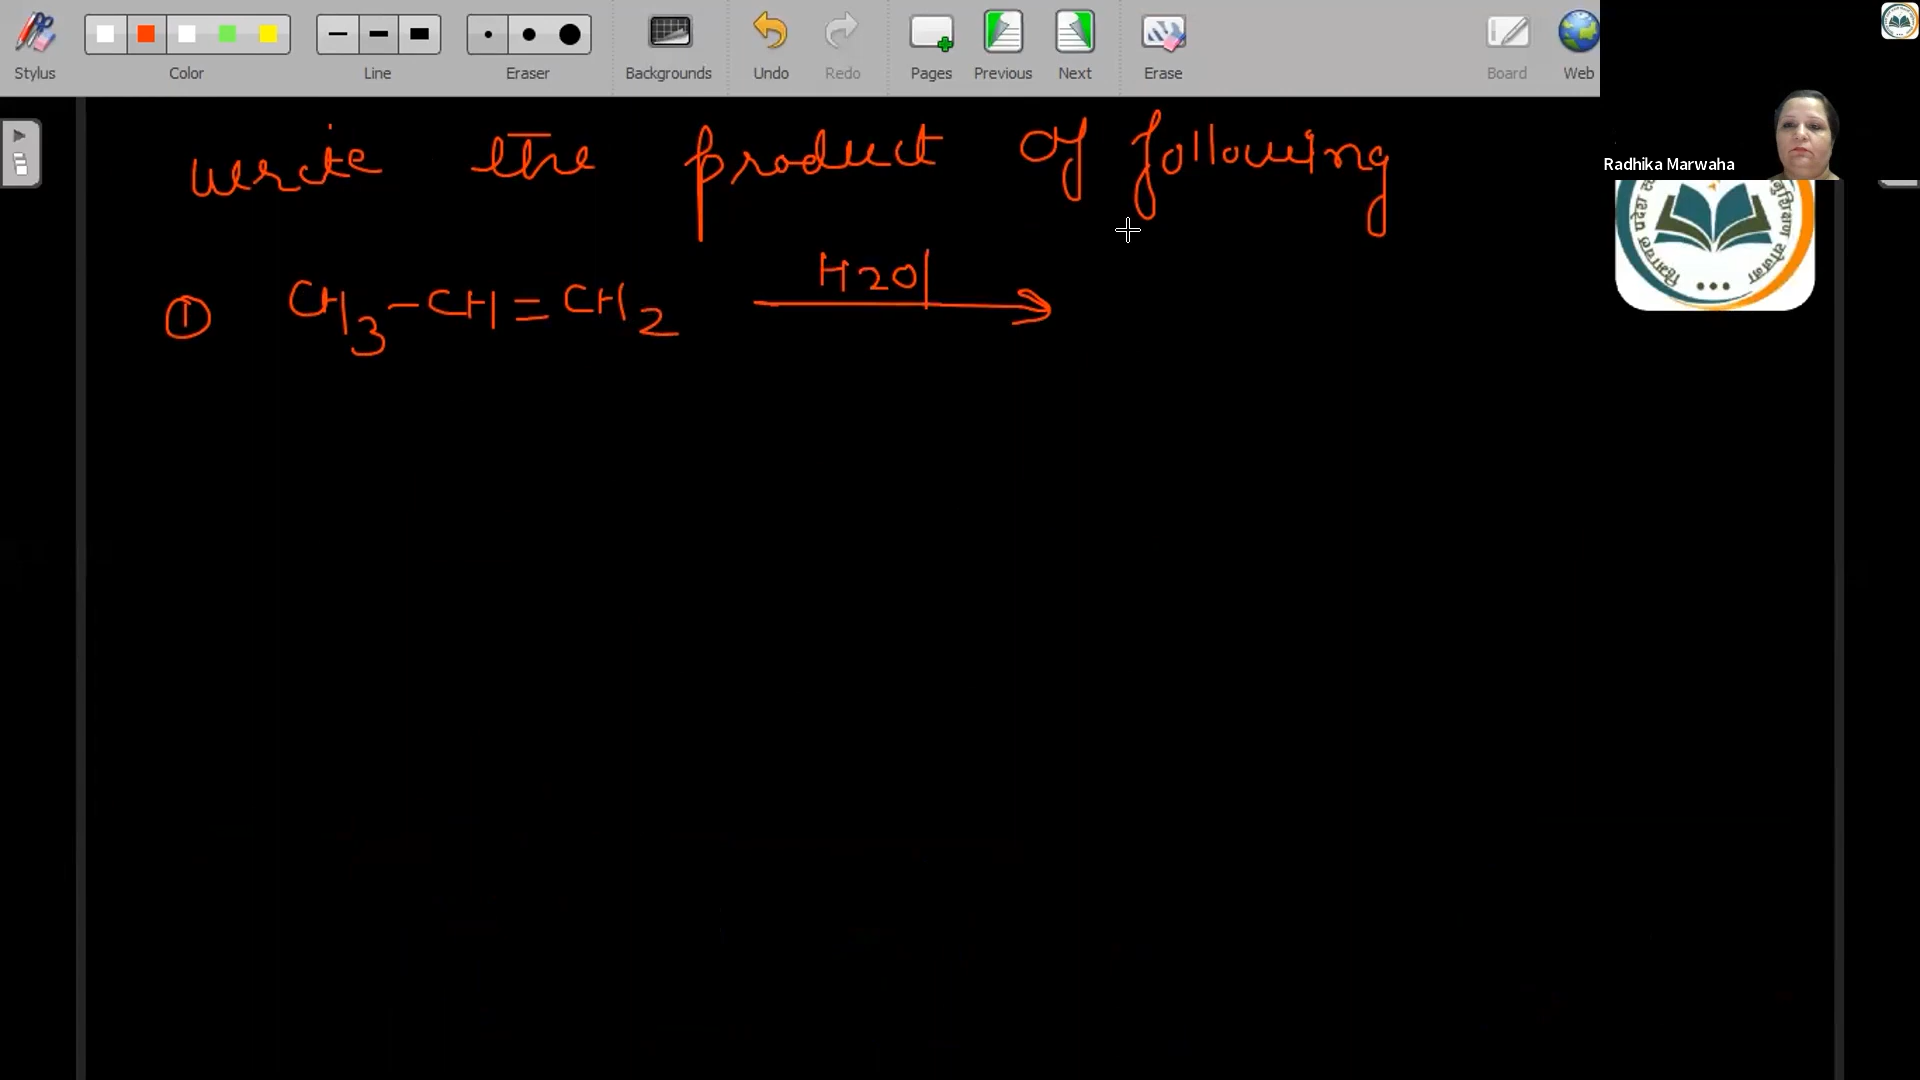 Stylus Color Line Eraser Backgrounds Undo Redo Pages Previous Next Erase Board Web
Radhika Marwaha
write the product of following
① CH3-CH=CH2 H2O/ →